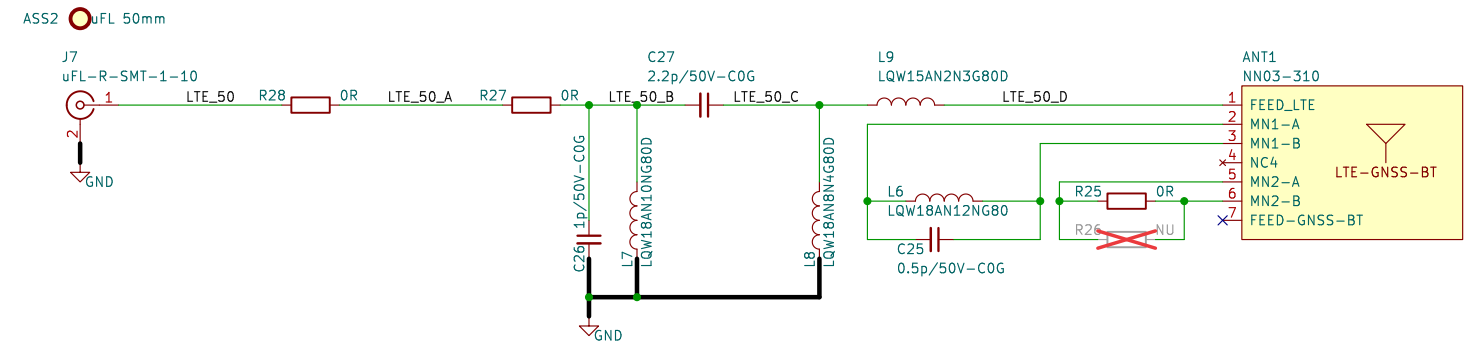 ASS2 uFL 50mm
J7
uFL-R-SMT-1-10
1
2
GND
LTE_50
R28 0R
LTE_50_A
R27 0R
LTE_50_B
C27
2.2p/50V-C0G
LTE_50_C
L9
LQW15AN2N3G80D
LTE_50_D
C26 1p/50V-C0G
L7 LQW18AN10NG80D
L8 LQW18AN8N4G80D
GND
L6
LQW18AN12NG80
C25
0.5p/50V-C0G
R25 0R
R26 NU
ANT1
NN03-310
1 FEED_LTE
2 MN1-A
3 MN1-B
4 NC4
5 MN2-A
6 MN2-B
7 FEED-GNSS-BT
LTE-GNSS-BT